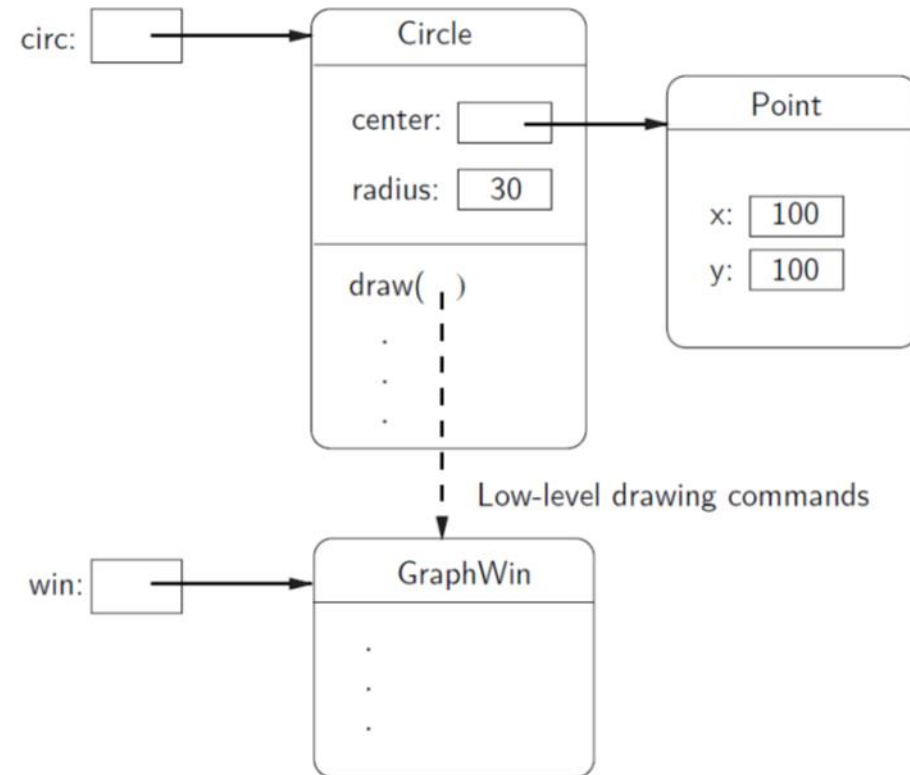 circ:
Circle
center:
radius: 30
draw( )
.
.
.
Point
x: 100
y: 100
Low-level drawing commands
win:
GraphWin
.
.
.